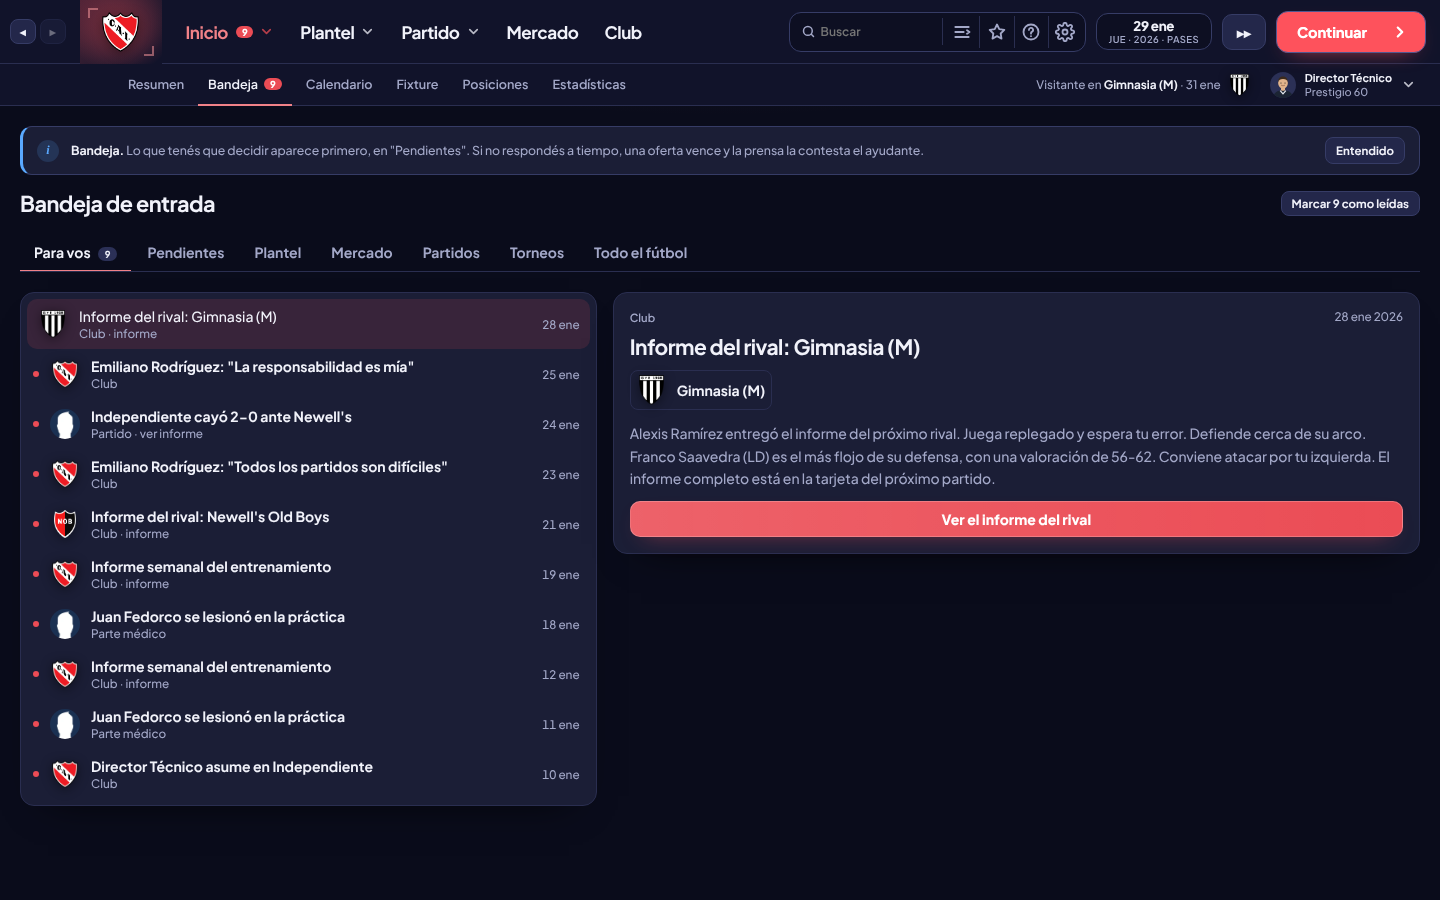 Inicio 9
Plantel
Partido
Mercado
Club
Buscar
29 ene
JUE · 2026 · PASES
Continuar
Resumen
Bandeja 9
Calendario
Fixture
Posiciones
Estadísticas
Visitante en Gimnasia (M) · 31 ene
Director Técnico
Prestigio 60
Bandeja. Lo que tenés que decidir aparece primero, en "Pendientes". Si no respondés a tiempo, una oferta vence y la prensa la contesta el ayudante.
Entendido
Bandeja de entrada
Marcar 9 como leídas
Para vos 9
Pendientes
Plantel
Mercado
Partidos
Torneos
Todo el fútbol
Informe del rival: Gimnasia (M)
Club · informe
28 ene
Emiliano Rodríguez: "La responsabilidad es mía"
Club
25 ene
Independiente cayó 2-0 ante Newell's
Partido · ver informe
24 ene
Emiliano Rodríguez: "Todos los partidos son difíciles"
Club
23 ene
NOB
Informe del rival: Newell's Old Boys
Club · informe
21 ene
Informe semanal del entrenamiento
Club · informe
19 ene
Juan Fedorco se lesionó en la práctica
Parte médico
18 ene
Informe semanal del entrenamiento
Club · informe
12 ene
Juan Fedorco se lesionó en la práctica
Parte médico
11 ene
Director Técnico asume en Independiente
Club
10 ene
Club
28 ene 2026
Informe del rival: Gimnasia (M)
Gimnasia (M)
Alexis Ramírez entregó el informe del próximo rival. Juega replegado y espera tu error. Defiende cerca de su arco.
Franco Saavedra (LD) es el más flojo de su defensa, con una valoración de 56-62. Conviene atacar por tu izquierda. El
informe completo está en la tarjeta del próximo partido.
Ver el informe del rival